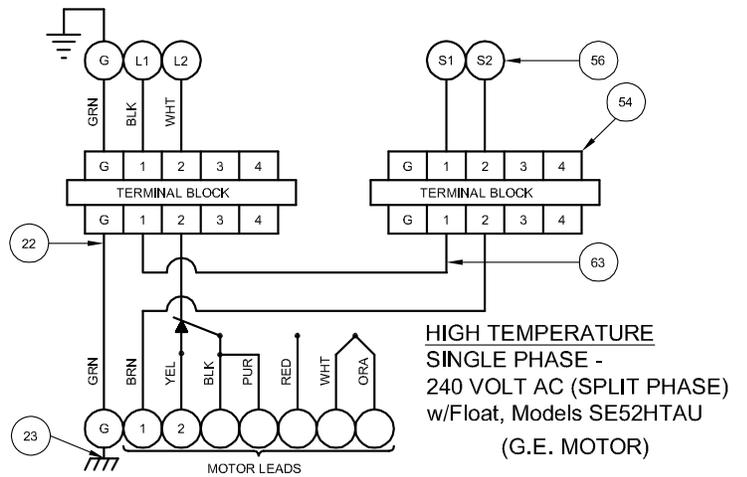 G L1 L2 S1 S2 56
54
GRN BLK WHT
G 1 2 3 4 G 1 2 3 4
TERMINAL BLOCK TERMINAL BLOCK
G 1 2 3 4 G 1 2 3 4
22
63
HIGH TEMPERATURE
SINGLE PHASE -
240 VOLT AC (SPLIT PHASE)
w/Float, Models SE52HTAU
(G.E. MOTOR)
GRN BRN YEL BLK PUR RED WHT ORA
G 1 2
23
MOTOR LEADS